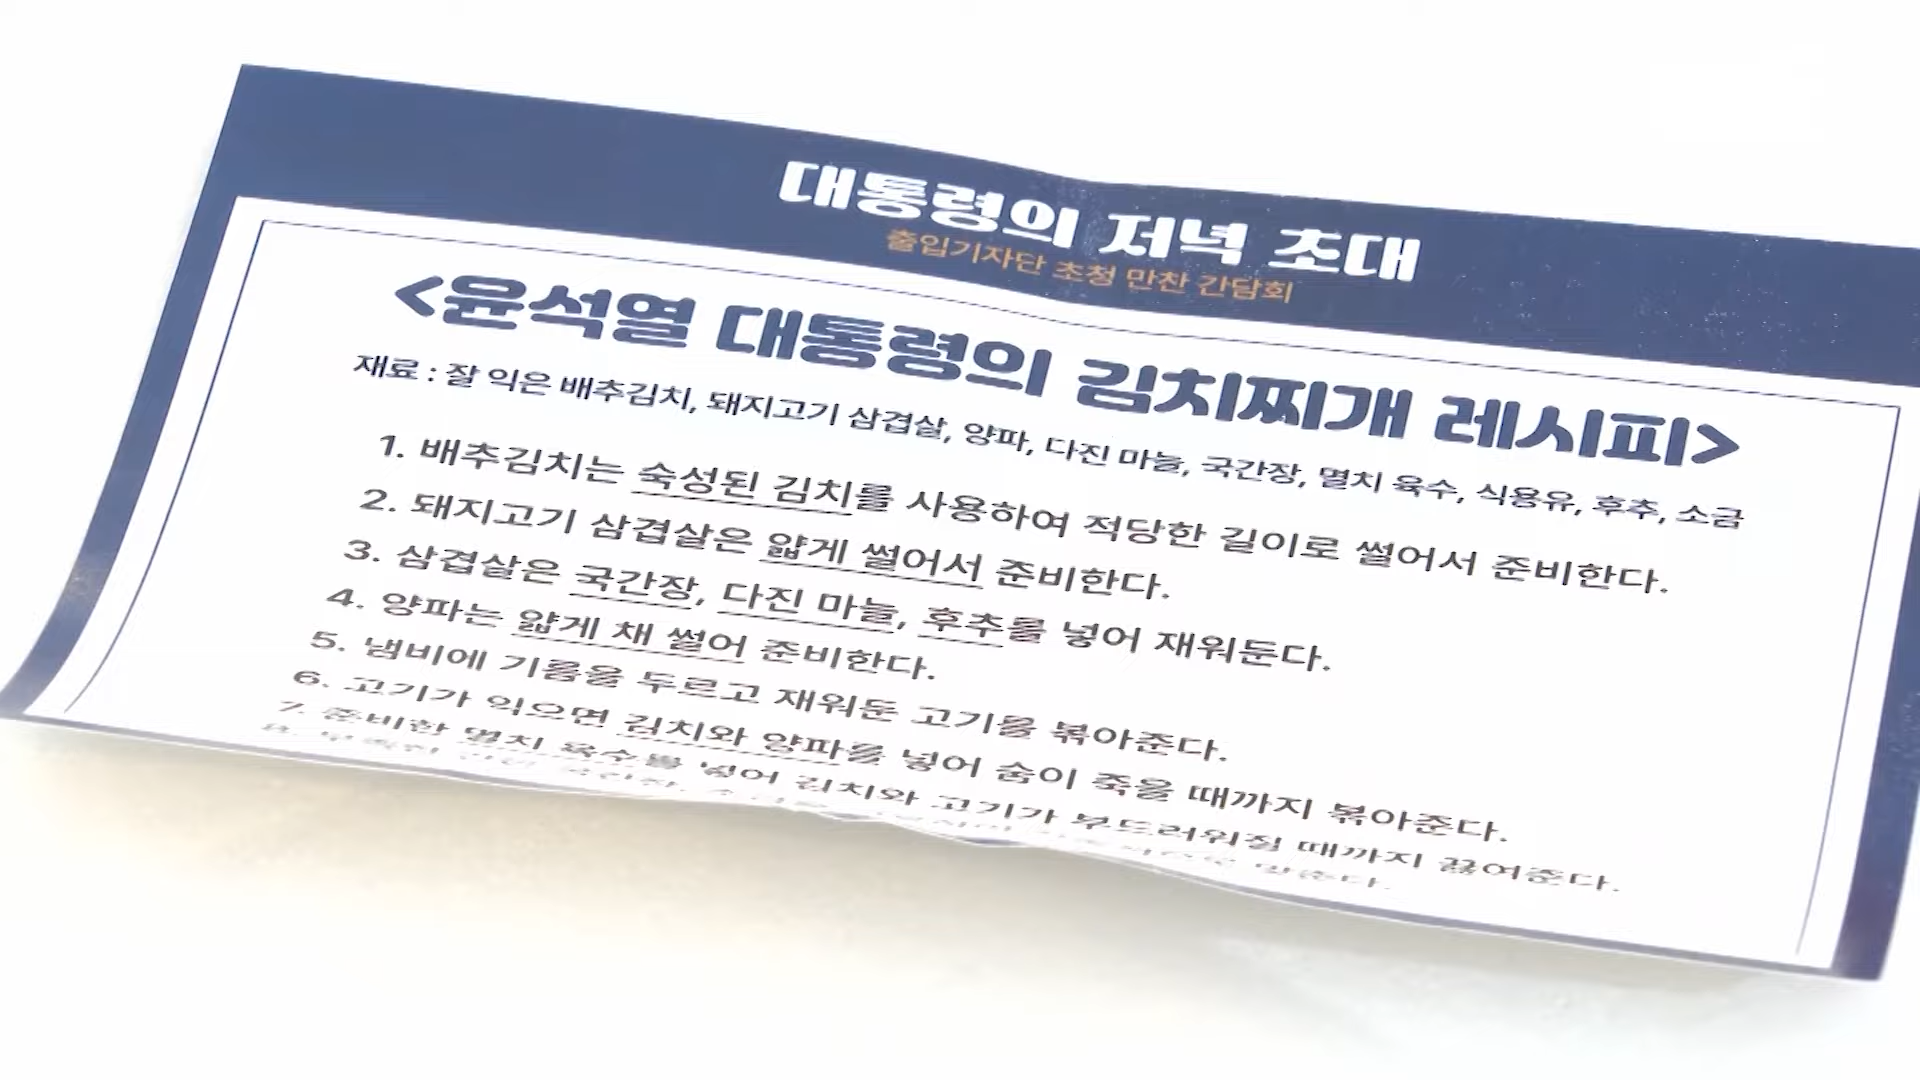 대통령의 저녁 초대
출입기자단 초청 만찬 간담회
<윤석열 대통령의 김치찌개 레시피>
재료 : 잘 익은 배추김치, 돼지고기 삼겹살, 양파, 다진 마늘, 국간장, 멸치 육수, 식용유, 후추, 소금
1. 배추김치는 숙성된 김치를 사용하여 적당한 길이로 썰어서 준비한다.
2. 돼지고기 삼겹살은 얇게 썰어서 준비한다.
3. 삼겹살은 국간장, 다진 마늘, 후추를 넣어 재워둔다.
4. 양파는 얇게 채 썰어 준비한다.
5. 냄비에 기름을 두르고 재워둔 고기를 볶아준다.
6. 고기가 익으면 김치와 양파를 넣어 숨이 죽을 때까지 볶아준다.
7. 준비한 멸치 육수를 넣어 김치와 고기가 부드러워질 때까지 끓여준다.
8.